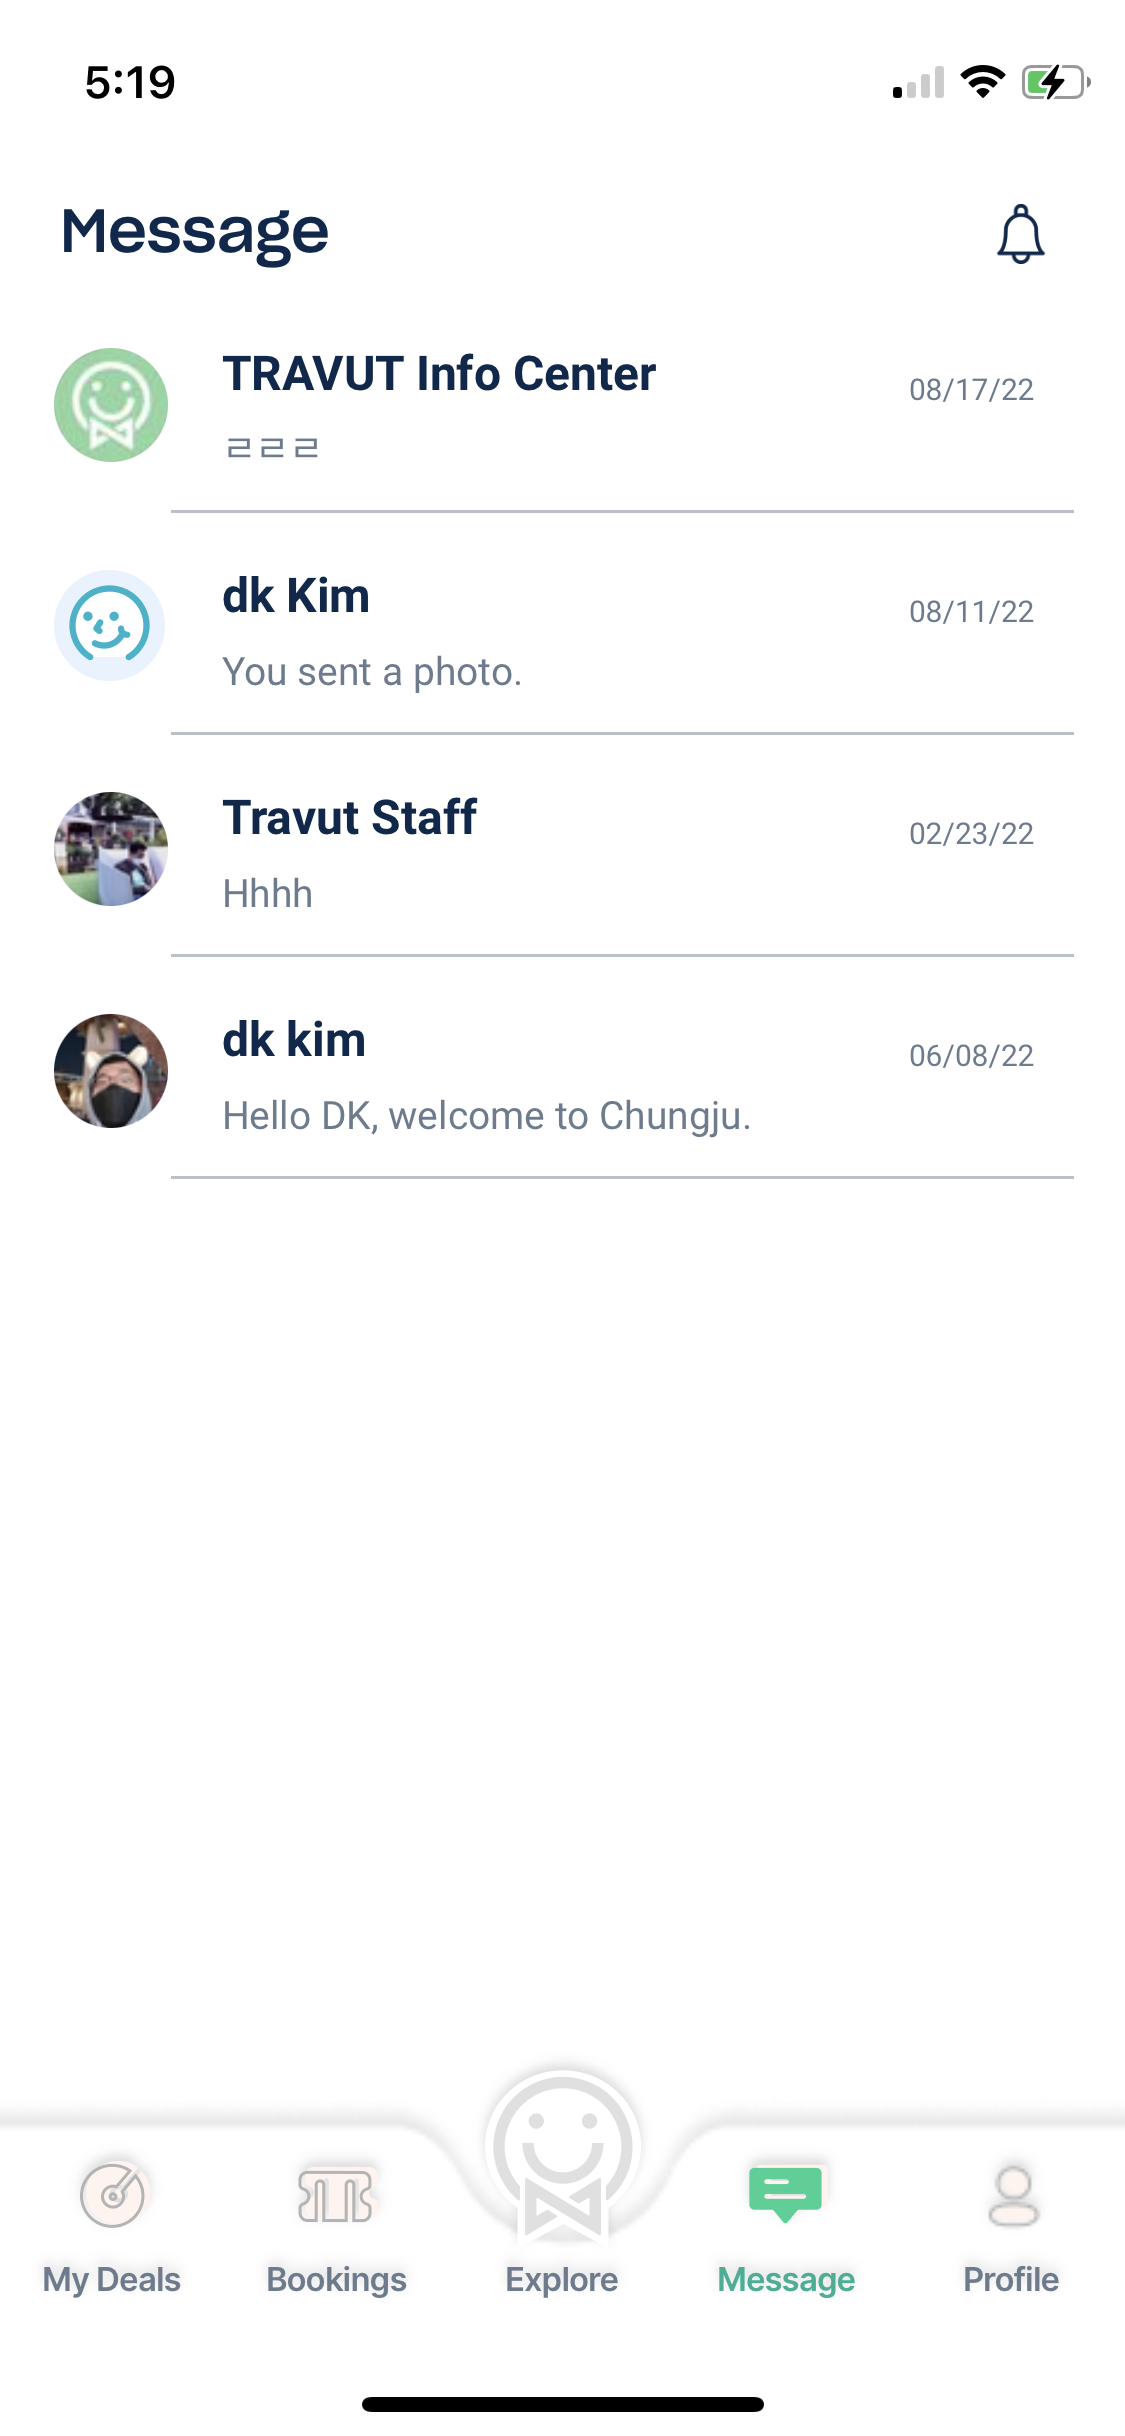 5:19
Message
TRAVUT Info Center
08/17/22
ㄹㄹㄹ
dk Kim
08/11/22
You sent a photo.
Travut Staff
02/23/22
Hhhh
dk kim
06/08/22
Hello DK, welcome to Chungju.
My Deals
Bookings
Explore
Message
Profile